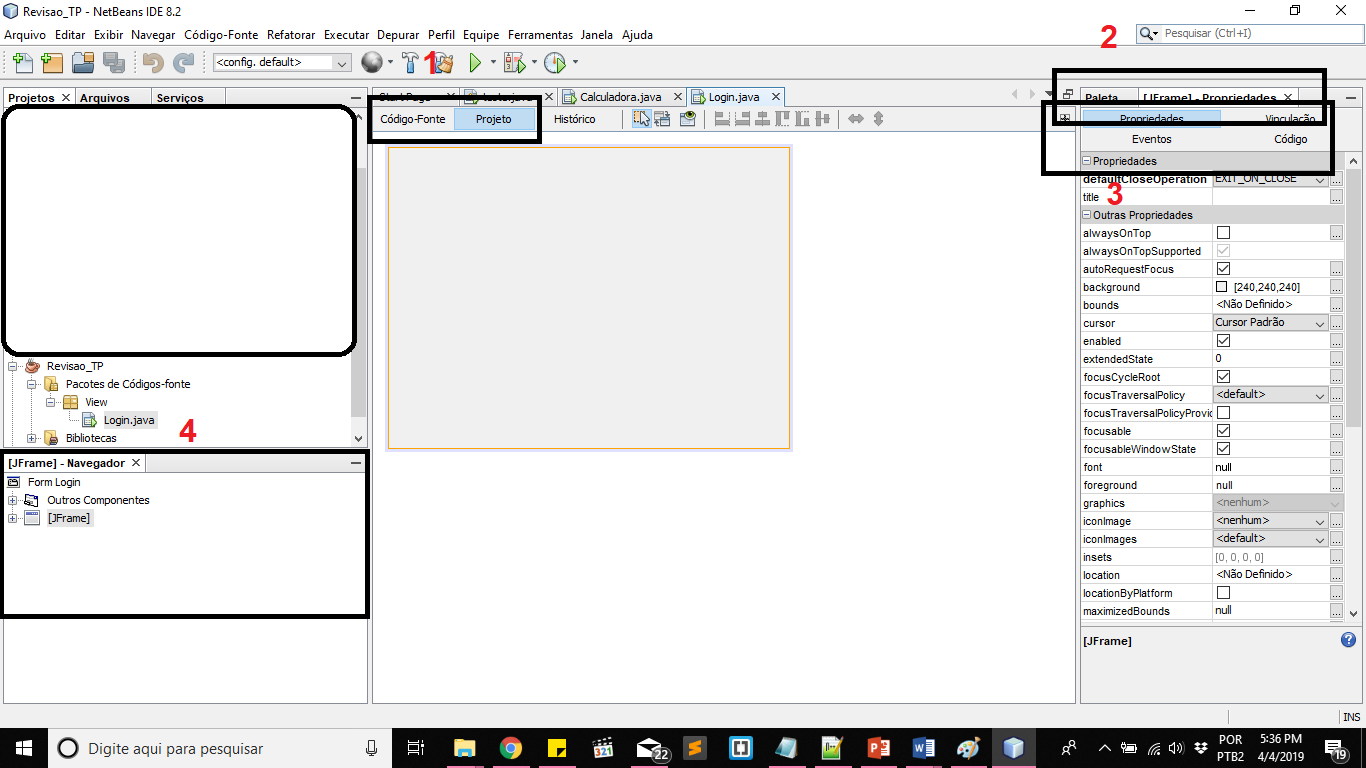 Revisao_TP - NetBeans IDE 8.2
Arquivo Editar Exibir Navegar Código-Fonte Refatorar Executar Depurar Perfil Equipe Ferramentas Janela Ajuda
2
Pesquisar (Ctrl+I)
<config. default>
1
Projetos Arquivos Serviços
Start Page teste.java Calculadora.java Login.java
Paleta [JFrame] - Propriedades
Código-Fonte Projeto Histórico
Propriedades Vinculação
Eventos Código
Propriedades
defaultCloseOperation EXIT_ON_CLOSE ...
3
title ...
Outras Propriedades
alwaysOnTop ...
alwaysOnTopSupported
autoRequestFocus ...
background [240,240,240] ...
bounds <Não Definido> ...
cursor Cursor Padrão ...
enabled ...
extendedState 0 ...
focusCycleRoot ...
focusTraversalPolicy <default> ...
focusTraversalPolicyProvid ...
focusable ...
focusableWindowState ...
font null ...
foreground null ...
graphics <nenhum> ...
iconImage <nenhum> ...
iconImages <default> ...
insets [0, 0, 0, 0] ...
location <Não Definido> ...
locationByPlatform ...
maximizedBounds null ...
[JFrame]
Revisao_TP
Pacotes de Códigos-fonte
View
Login.java
4
Bibliotecas
[JFrame] - Navegador
Form Login
Outros Componentes
[JFrame]
INS
Digite aqui para pesquisar
321
22
POR
PTB2
5:36 PM
4/4/2019
19